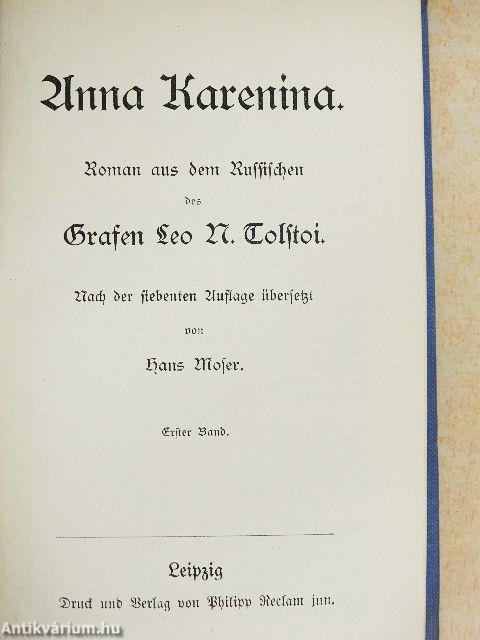 Anna Karenina.
Roman aus dem Russischen
des
Grafen Leo N. Tolstoi.
Nach der siebenten Auflage übersetzt
von
Hans Moser.
Erster Band.
Leipzig
Druck und Verlag von Philipp Reclam jun.
Antikvárium.hu